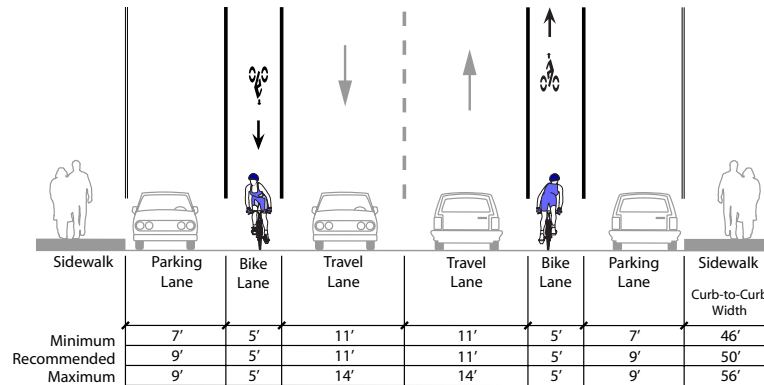 Sidewalk Parking Lane Bike Lane Travel Lane Travel Lane Bike Lane Parking Lane Sidewalk
Curb-to-Curb
Width
Minimum 7’ 5’ 11’ 11’ 5’ 7’ 46’
Recommended 9’ 5’ 11’ 11’ 5’ 9’ 50’
Maximum 9’ 5’ 14’ 14’ 5’ 9’ 56’